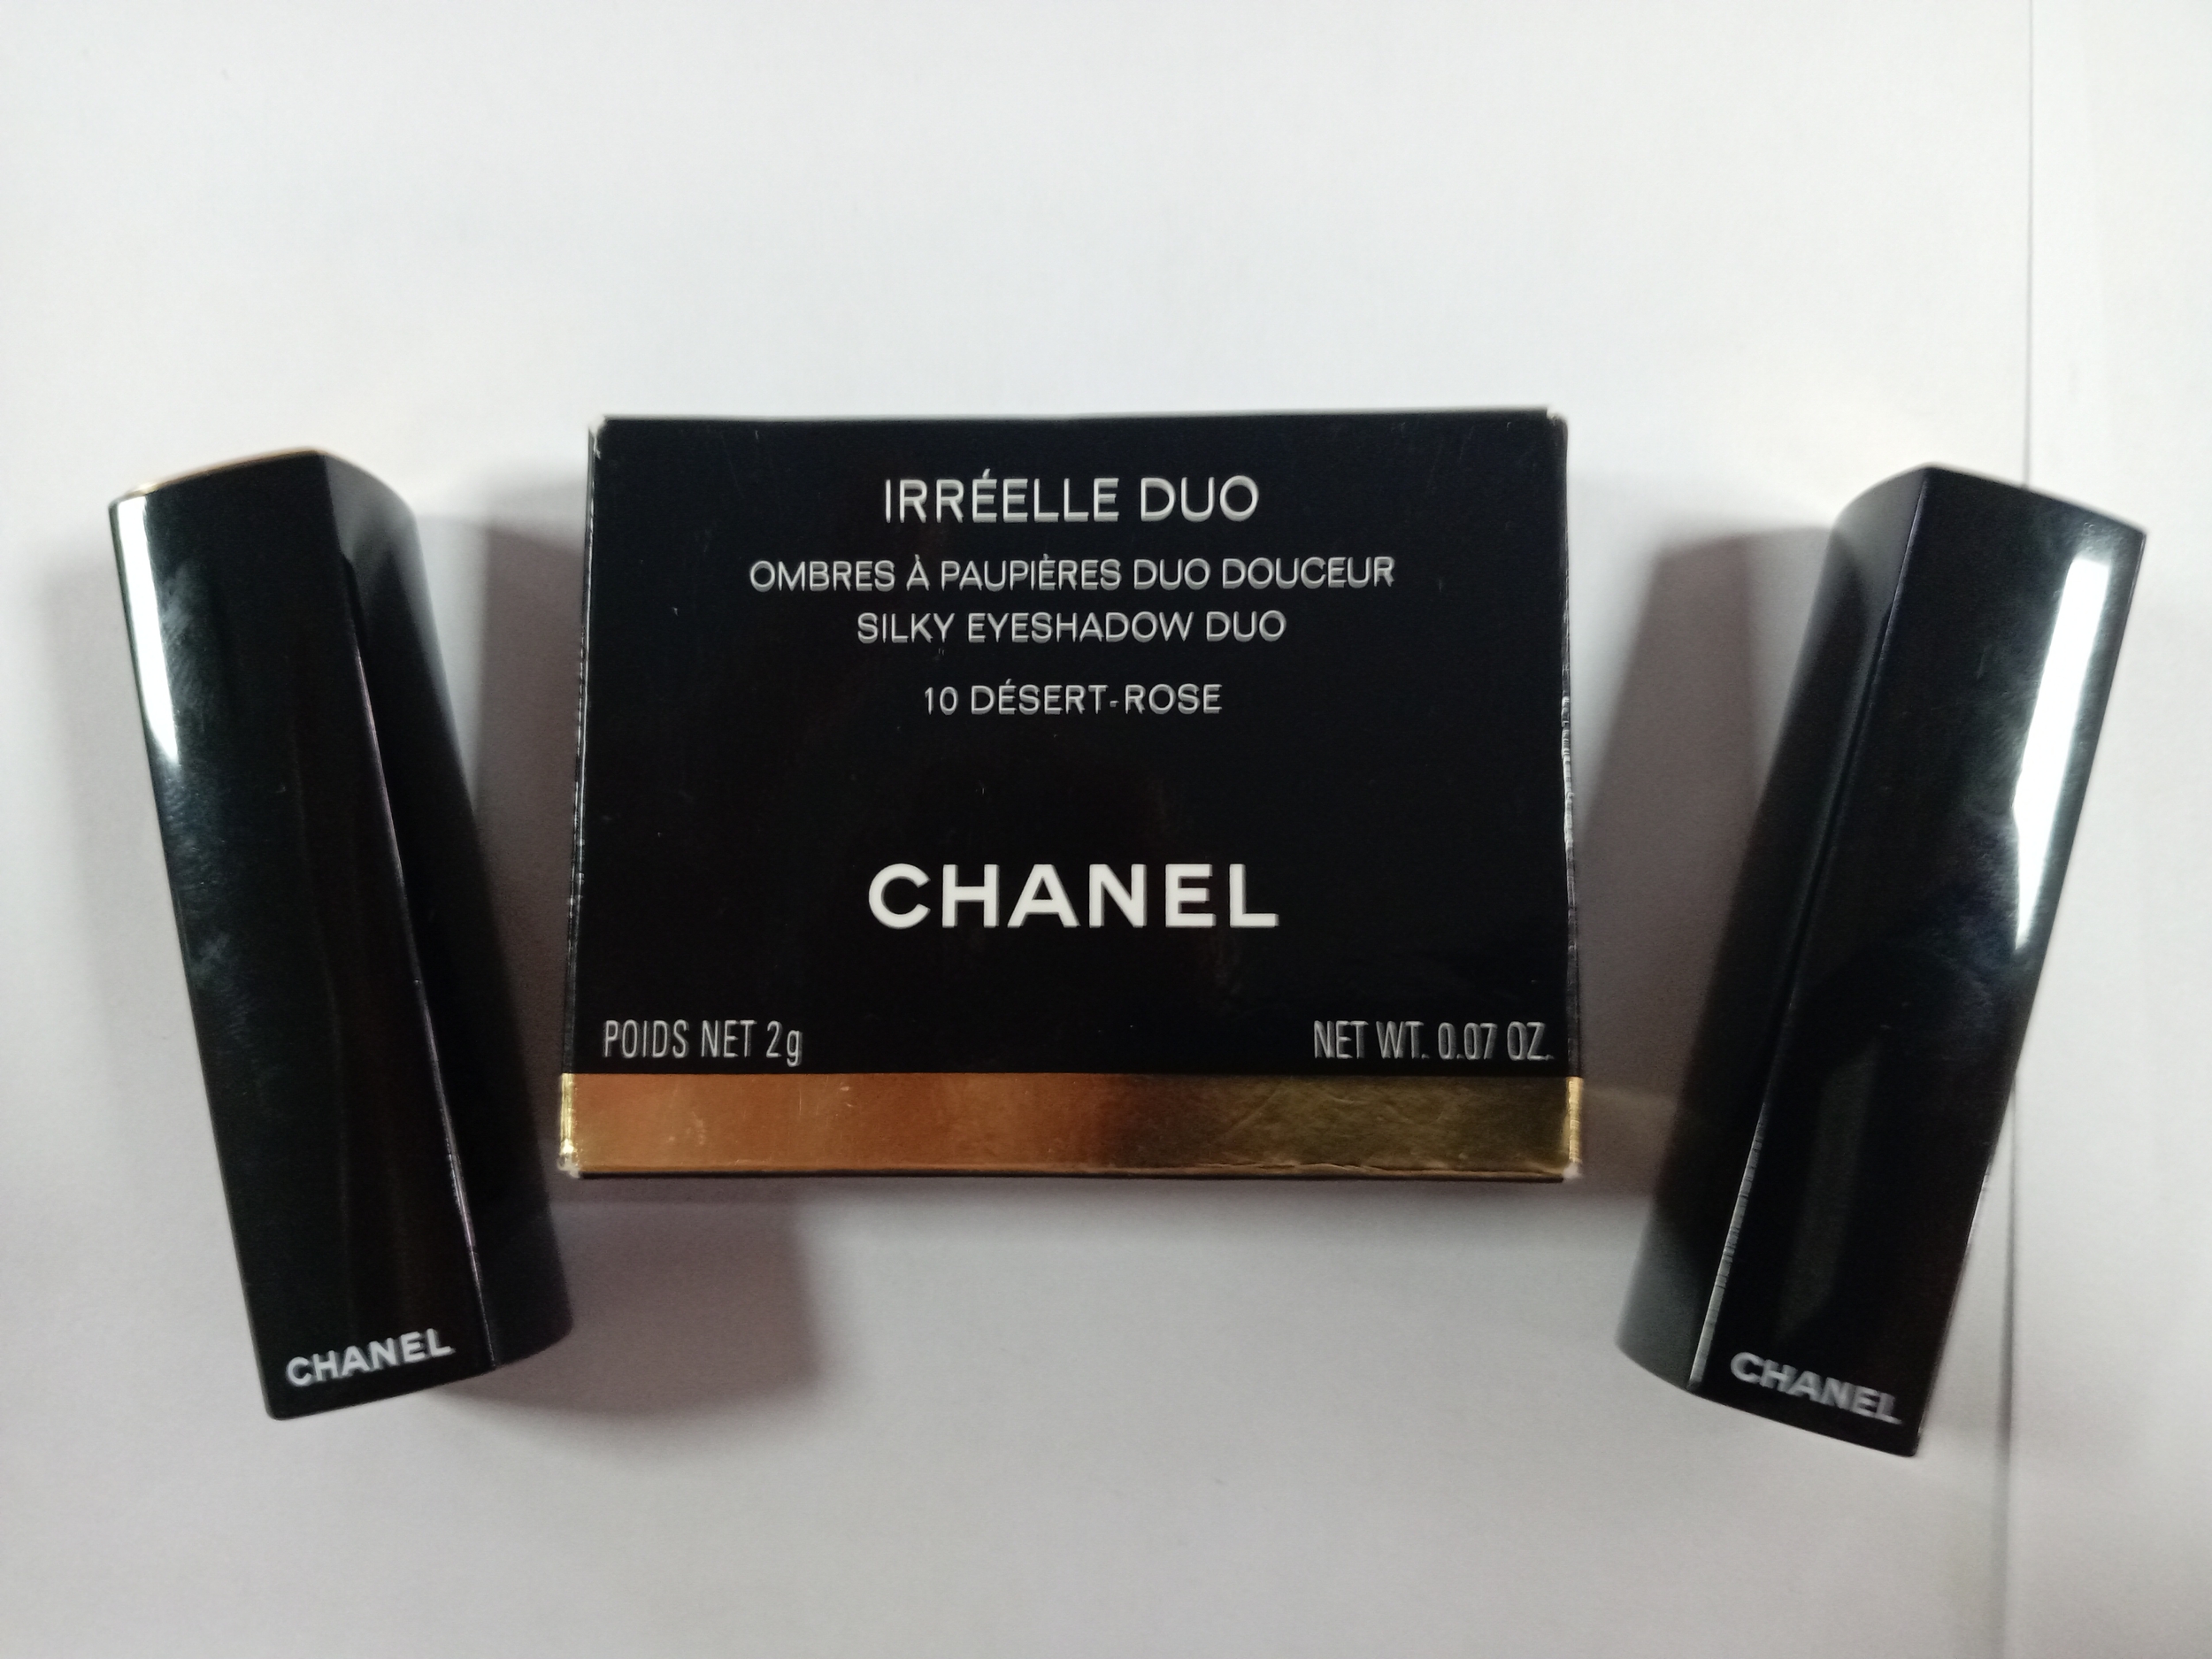 IRRÉELLE DUO
OMBRES À PAUPIÈRES DUO DOUCEUR
SILKY EYESHADOW DUO
10 DÉSERT-ROSE
CHANEL
POIDS NET 2g
NET WT. 0.07 OZ.
CHANEL
CHANEL